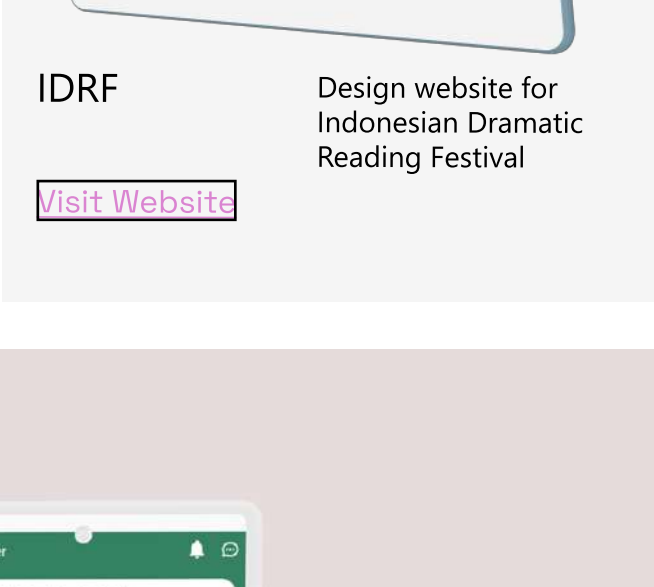 IDRF
Design website for
Indonesian Dramatic
Reading Festival
Visit Website